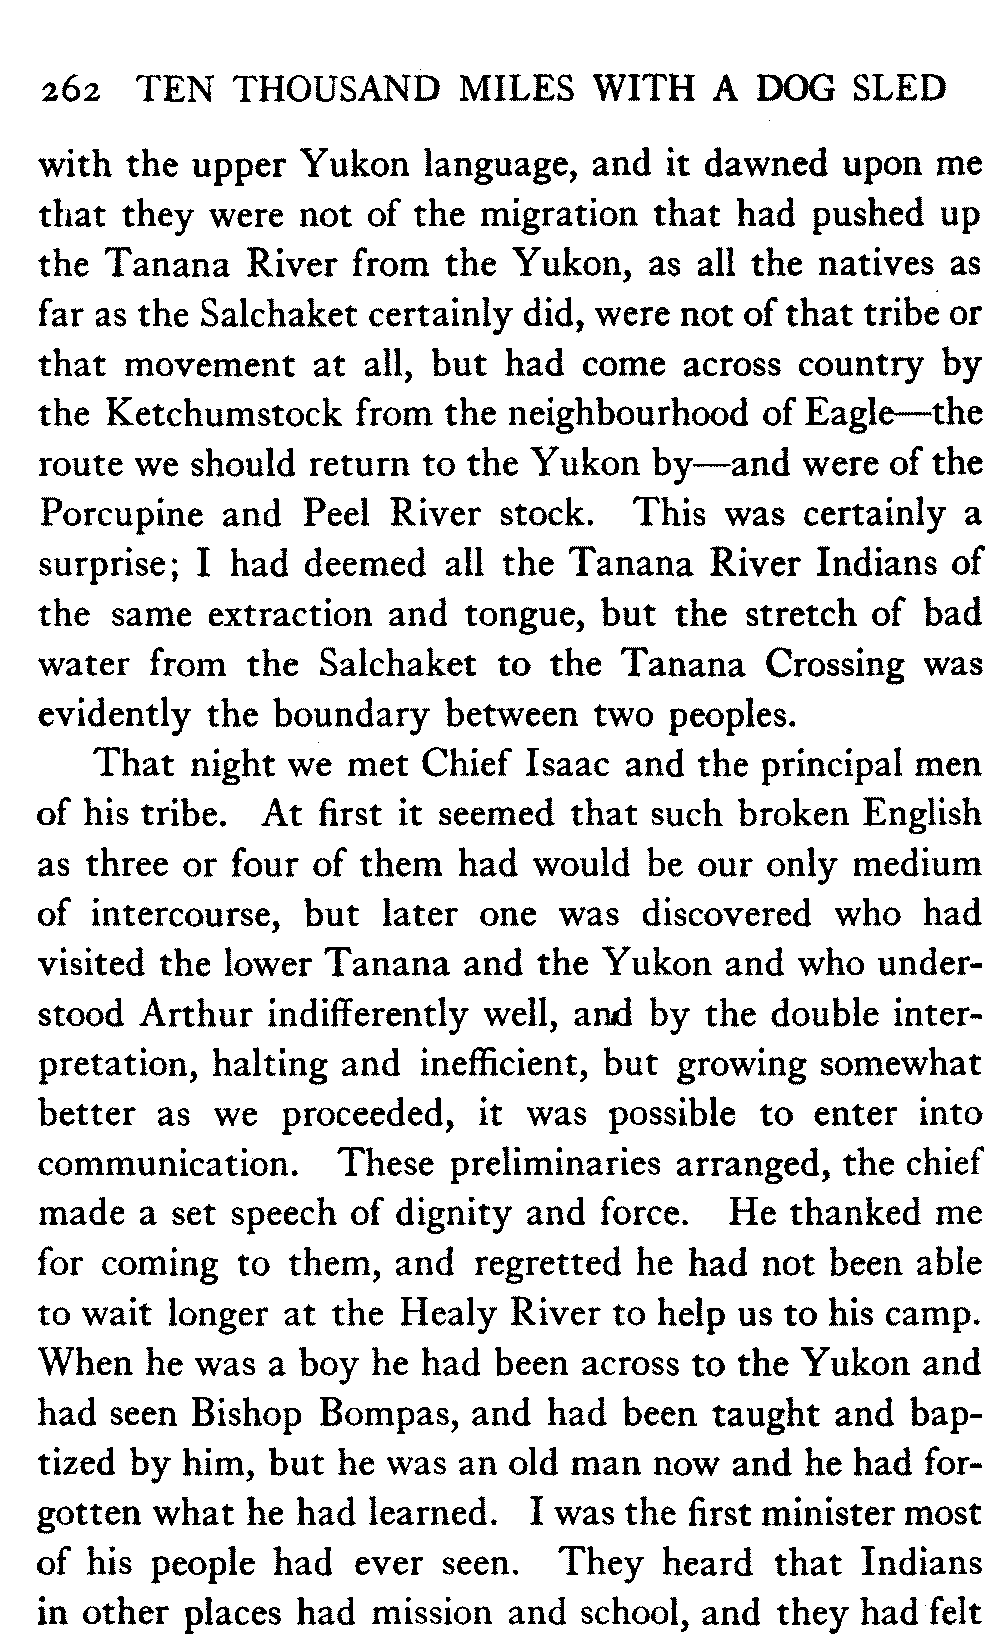 262 TEN THOUSAND MILES WITH A DOG SLED
with the upper Yukon language, and it dawned upon me
that they were not of the migration that had pushed up
the Tanana River from the Yukon, as all the natives as
far as the Salchaket certainly did, were not of that tribe or
that movement at all, but had come across country by
the Ketchumstock from the neighbourhood of Eagle—the
route we should return to the Yukon by—and were of the
Porcupine and Peel River stock. This was certainly a
surprise; I had deemed all the Tanana River Indians of
the same extraction and tongue, but the stretch of bad
water from the Salchaket to the Tanana Crossing was
evidently the boundary between two peoples.
That night we met Chief Isaac and the principal men
of his tribe. At first it seemed that such broken English
as three or four of them had would be our only medium
of intercourse, but later one was discovered who had
visited the lower Tanana and the Yukon and who under-
stood Arthur indifferently well, and by the double inter-
pretation, halting and inefficient, but growing somewhat
better as we proceeded, it was possible to enter into
communication. These preliminaries arranged, the chief
made a set speech of dignity and force. He thanked me
for coming to them, and regretted he had not been able
to wait longer at the Healy River to help us to his camp.
When he was a boy he had been across to the Yukon and
had seen Bishop Bompas, and had been taught and bap-
tized by him, but he was an old man now and he had for-
gotten what he had learned. I was the first minister most
of his people had ever seen. They heard that Indians
in other places had mission and school, and they had felt